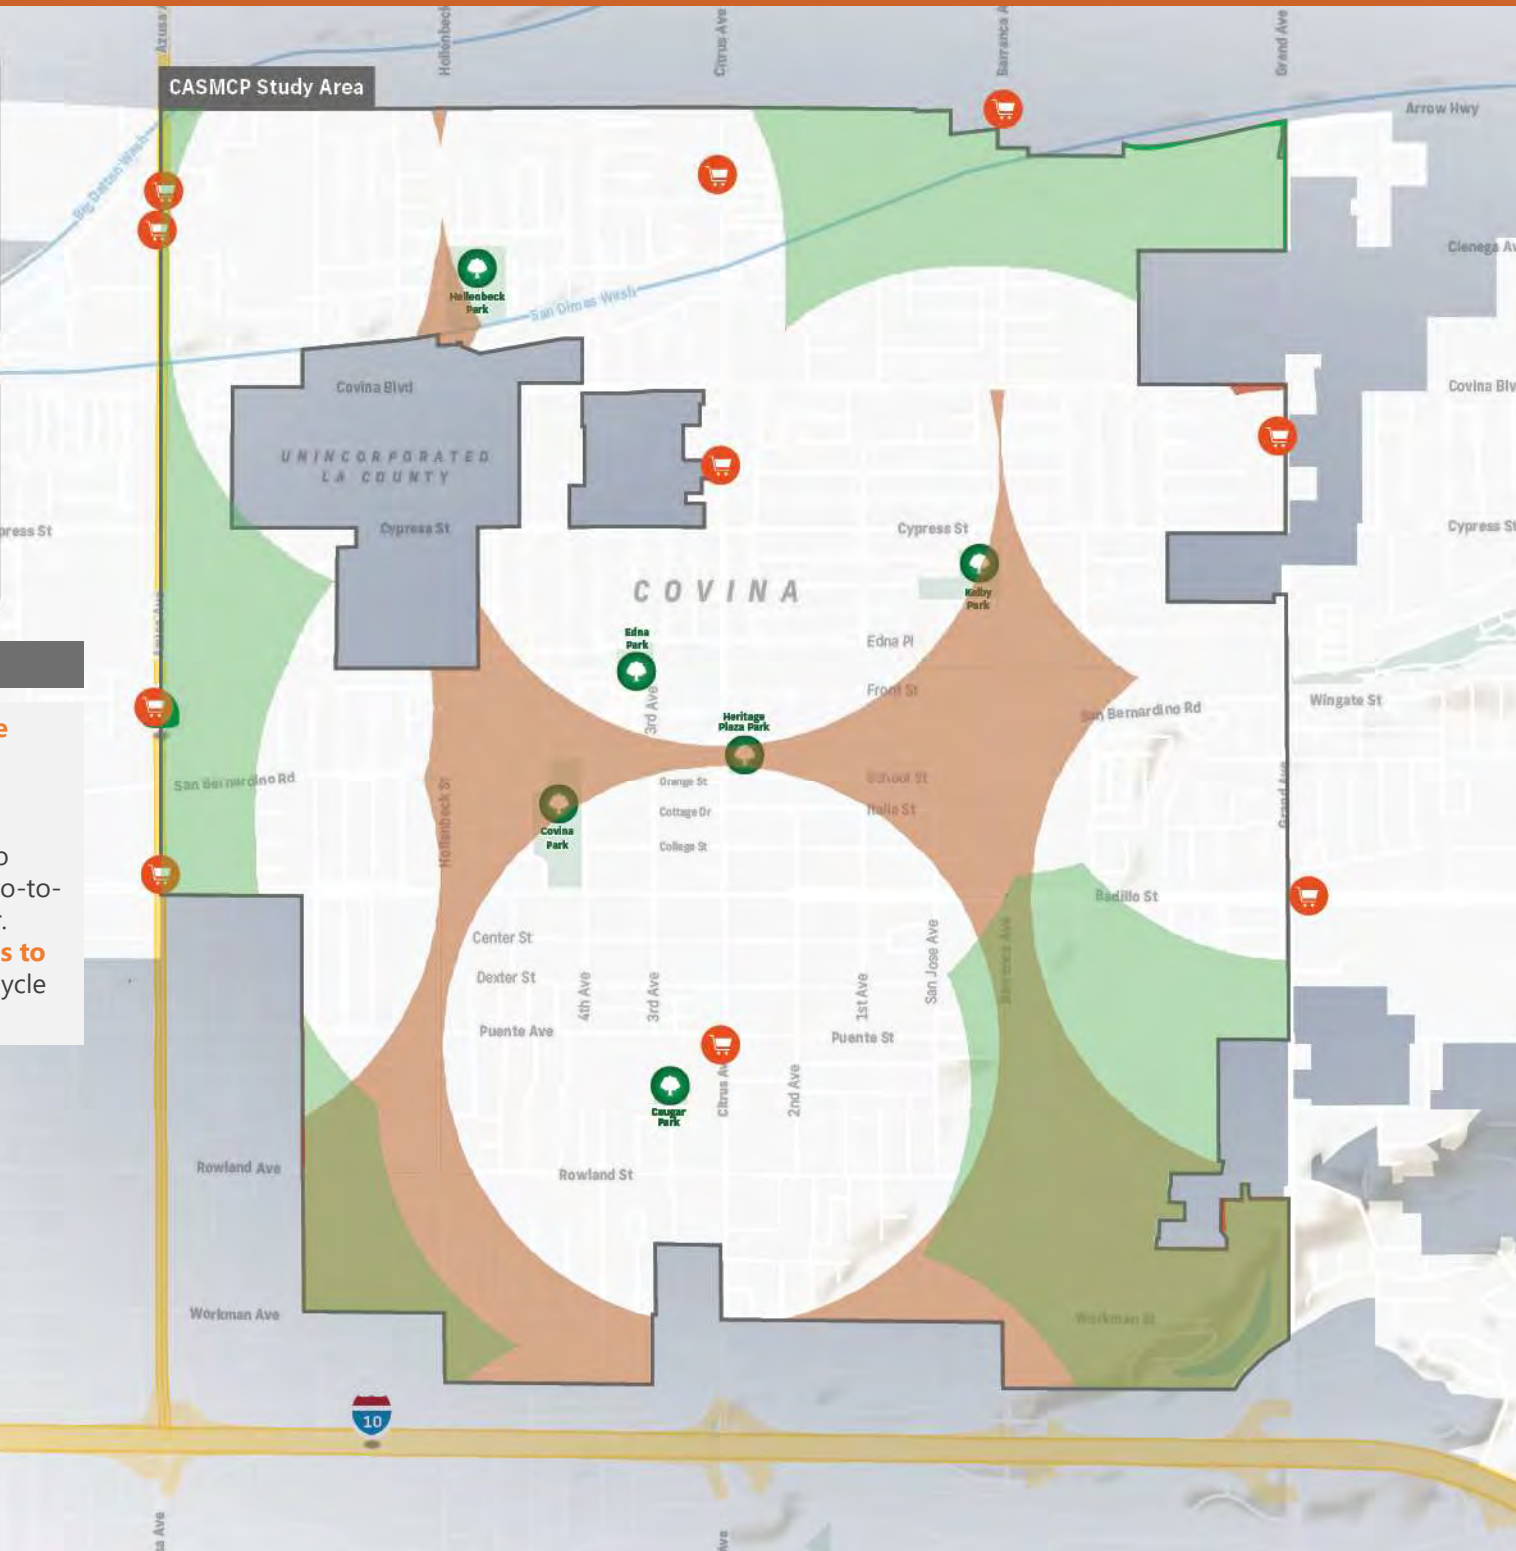 Hollenbeck
Citrus Ave
Barranca A
Grand Ave
CASMCP Study Area
Arrow Hwy
Big Dalton Wash
Clenega Av
Hollenbeck
Park
San Dimas Wash
Covina Blvd
Covina Blv
UNINCORPORATED
LA COUNTY
press St
Cypress St
Cypress St
Cypress St
COVINA
Kelby
Park
Azusa Ave
Edna
Park
Edna Pl
Front St
3rd Ave
Wingate St
San Bernardino Rd
Heritage
Plaza Park
e
San Bernardino Rd
Orange St
School St
Grand Ave
Hollenbeck St
Cottage Dr
Italia St
Covina
Park
College St
o
o-to-
.
s to
ycle
Badillo St
Center St
Dexter St
4th Ave
3rd Ave
1st Ave
San Jose Ave
Barranca Ave
Puente Ave
Puente St
Cougar
Park
Citrus Av
2nd Ave
Rowland Ave
Rowland St
Workman Ave
Workman St
10
sa Ave
Ave